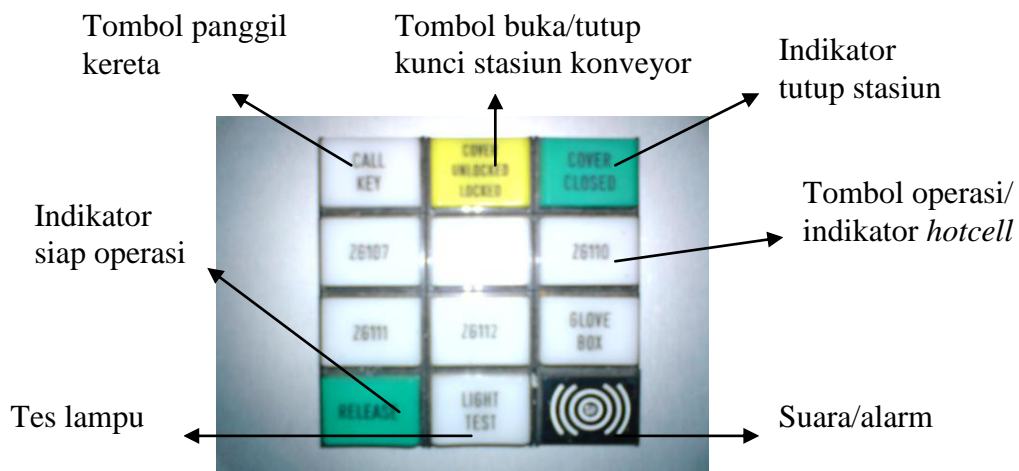 Tombol panggil
kereta
Tombol buka/tutup
kunci stasiun konveyor
Indikator
tutup stasiun
CALL
KEY
COVER
UNLOCKED
LOCKED
COVER
CLOSED
Indikator
siap operasi
Tombol operasi/
indikator hotcell
Z6107
Z6110
Z6111
Z6112
GLOVE
BOX
RELEASE
LIGHT
TEST
Tes lampu
Suara/alarm